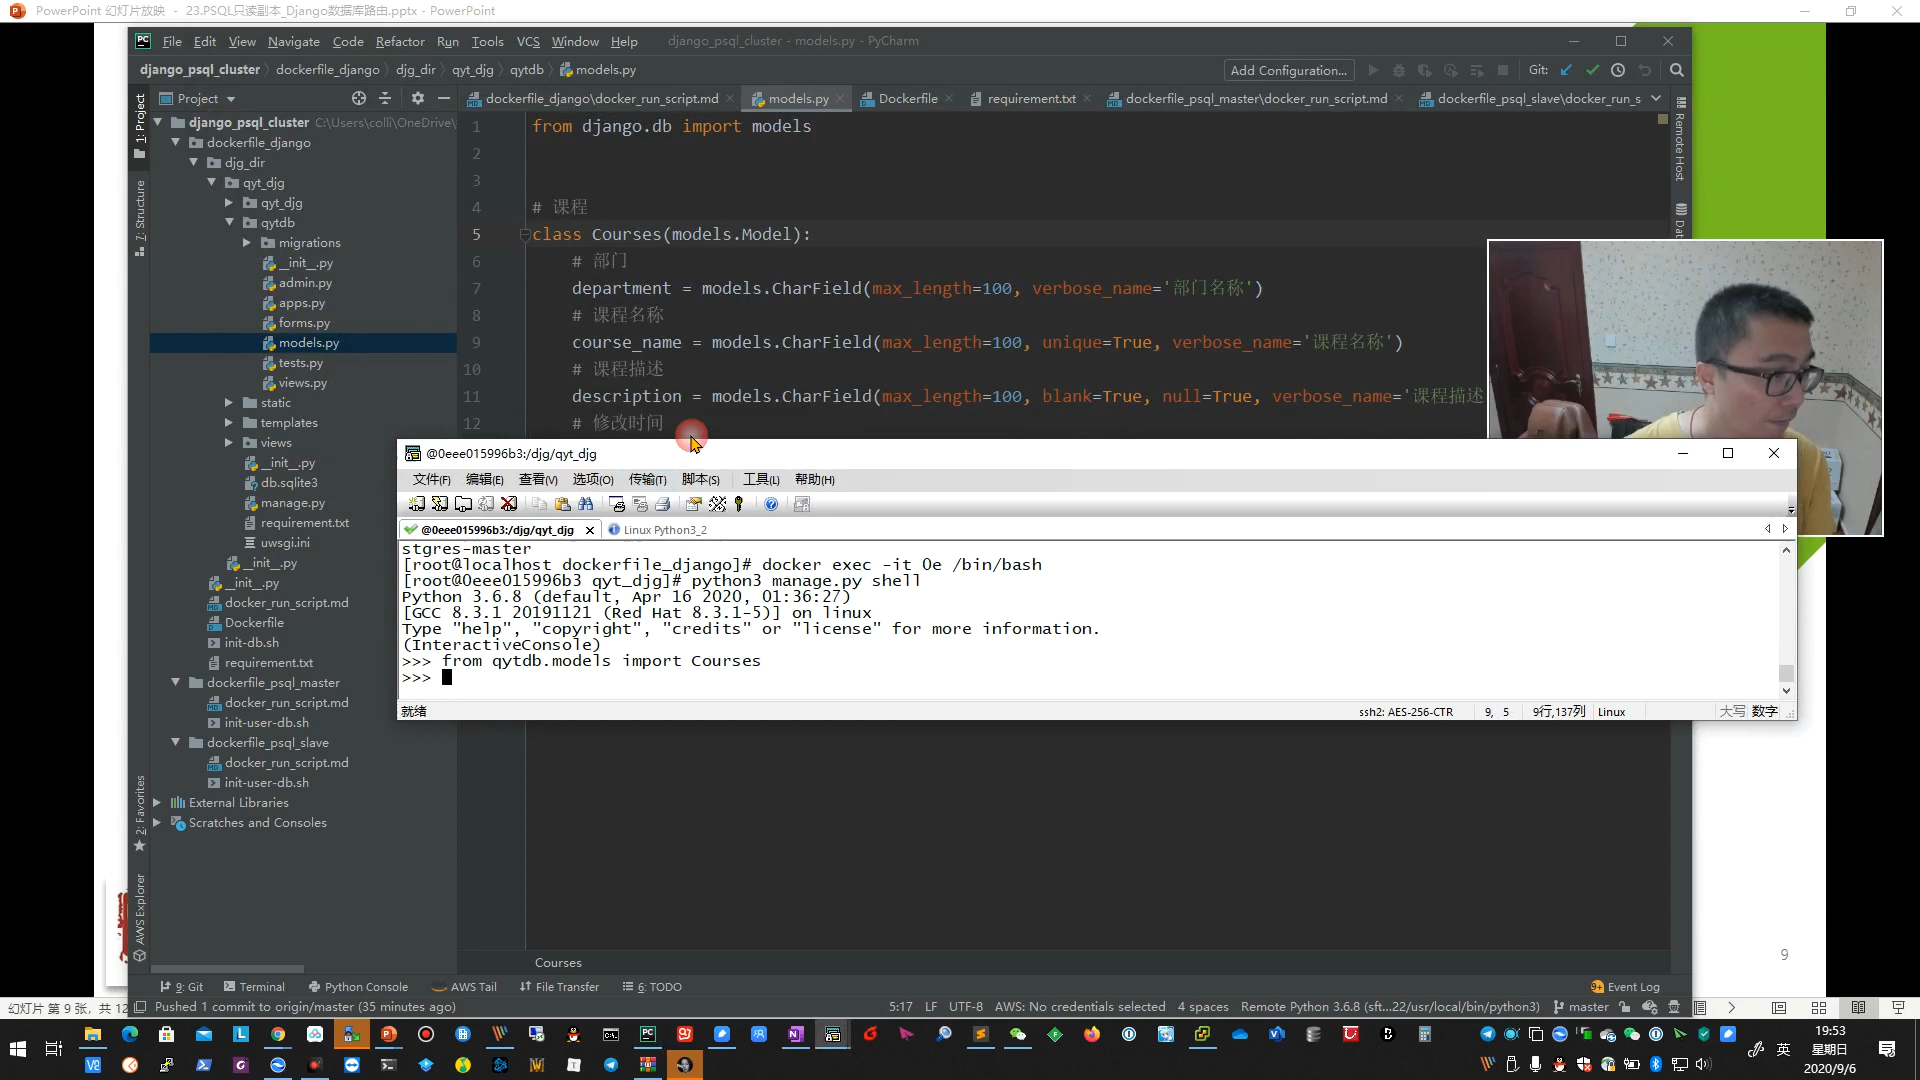 PowerPoint 幻灯片放映 - 23.PSQL只读副本_Django数据库路由.pptx - PowerPoint
File Edit View Navigate Code Refactor Run Tools VCS Window Help django_psql_cluster - models.py - PyCharm
django_psql_cluster dockerfile_django djg_dir qyt_djg qytdb models.py
Add Configuration... Git:
Project
dockerfile_django\docker_run_script.md models.py Dockerfile requirement.txt dockerfile_psql_master\docker_run_script.md dockerfile_psql_slave\docker_run_s
1: Project
7: Structure
2: Favorites
AWS Explorer
Remote Host
django_psql_cluster C:\Users\colli\OneDrive\
dockerfile_django
djg_dir
qyt_djg
qyt_djg
qytdb
migrations
__init__.py
admin.py
apps.py
forms.py
models.py
tests.py
views.py
static
templates
views
__init__.py
db.sqlite3
manage.py
requirement.txt
uwsgi.ini
__init__.py
__init__.py
docker_run_script.md
Dockerfile
init-db.sh
requirement.txt
dockerfile_psql_master
docker_run_script.md
init-user-db.sh
dockerfile_psql_slave
docker_run_script.md
init-user-db.sh
External Libraries
Scratches and Consoles
1 from django.db import models
2
3
4 # 课程
5 class Courses(models.Model):
6 # 部门
7 department = models.CharField(max_length=100, verbose_name='部门名称')
8 # 课程名称
9 course_name = models.CharField(max_length=100, unique=True, verbose_name='课程名称')
10 # 课程描述
11 description = models.CharField(max_length=100, blank=True, null=True, verbose_name='课程描述
12 # 修改时间
@0eee015996b3:/djg/qyt_djg
文件(F) 编辑(E) 查看(V) 选项(O) 传输(T) 脚本(S) 工具(L) 帮助(H)
@0eee015996b3:/djg/qyt_djg Linux Python3_2
stgres-master
[root@localhost dockerfile_django]# docker exec -it 0e /bin/bash
[root@0eee015996b3 qyt_djg]# python3 manage.py shell
Python 3.6.8 (default, Apr 16 2020, 01:36:27)
[GCC 8.3.1 20191121 (Red Hat 8.3.1-5)] on linux
Type "help", "copyright", "credits" or "license" for more information.
(InteractiveConsole)
>>> from qytdb.models import Courses
>>>
就绪 ssh2: AES-256-CTR 9, 5 9行,137列 Linux 大写 数字
Courses
9
9: Git Terminal Python Console AWS Tail File Transfer 6: TODO Event Log
幻灯片 第 9 张，共 12
Pushed 1 commit to origin/master (35 minutes ago) 5:17 LF UTF-8 AWS: No credentials selected 4 spaces Remote Python 3.6.8 (sft...22/usr/local/bin/python3) master
英
19:53
星期日
2020/9/6